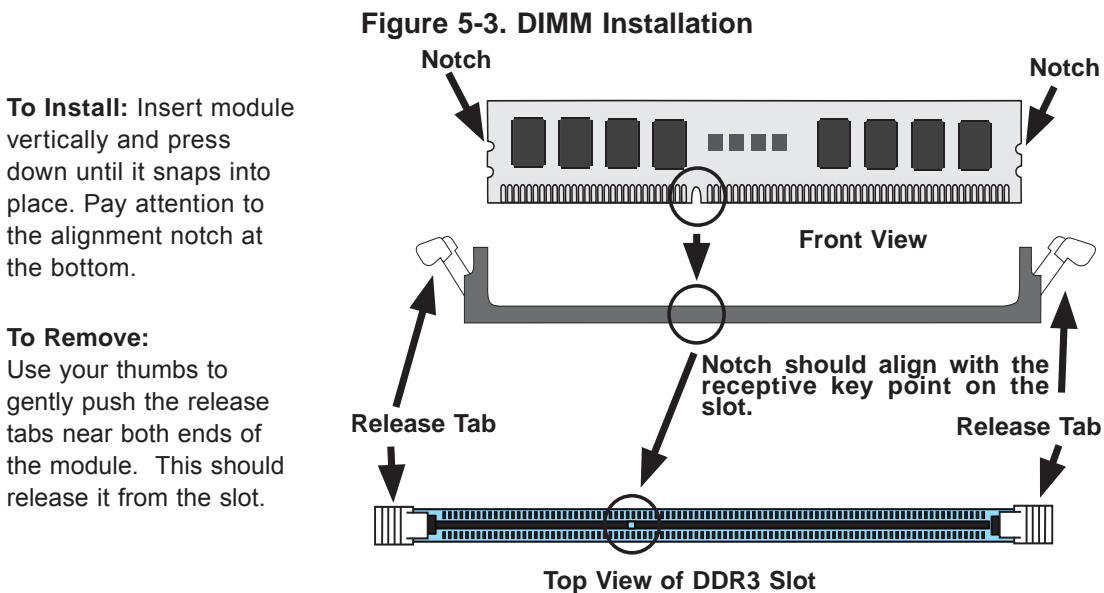 Figure 5-3. DIMM Installation
To Install: Insert module
vertically and press
down until it snaps into
place. Pay attention to
the alignment notch at
the bottom.
To Remove:
Use your thumbs to
gently push the release
tabs near both ends of
the module. This should
release it from the slot.
Notch
Notch
Front View
Notch should align with the
receptive key point on the
slot.
Release Tab
Release Tab
Top View of DDR3 Slot